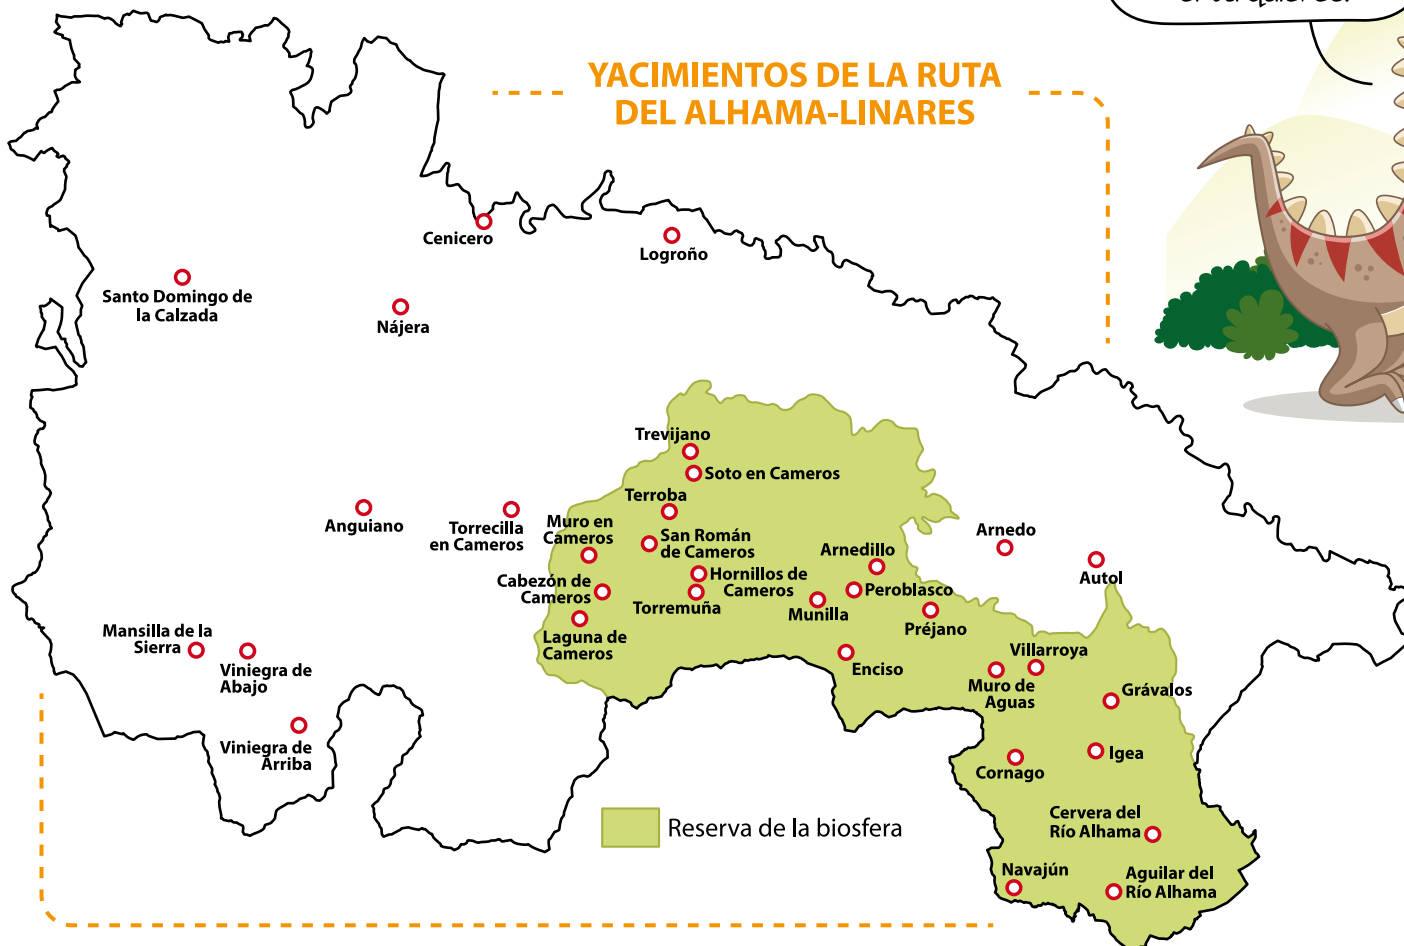 si tú quieres.
YACIMIENTOS DE LA RUTA
DEL ALHAMA-LINARES
Cenicero
Logroño
Santo Domingo de
la Calzada
Nájera
Trevijano
Soto en Cameros
Terroba
Anguiano
Torrecilla
en Cameros
Muro en
Cameros
San Román
de Cameros
Arnedillo
Arnedo
Autol
Cabezón de
Cameros
Hornillos de
Cameros
Torremuña
Munilla
Peroblasco
Préjano
Laguna de
Cameros
Mansilla de la
Sierra
Viniegra de
Abajo
Enciso
Villarroya
Muro de
Aguas
Grávalos
Viniegra de
Arriba
Cornago
Igea
Reserva de la biosfera
Cervera del
Río Alhama
Navajún
Aguilar del
Río Alhama